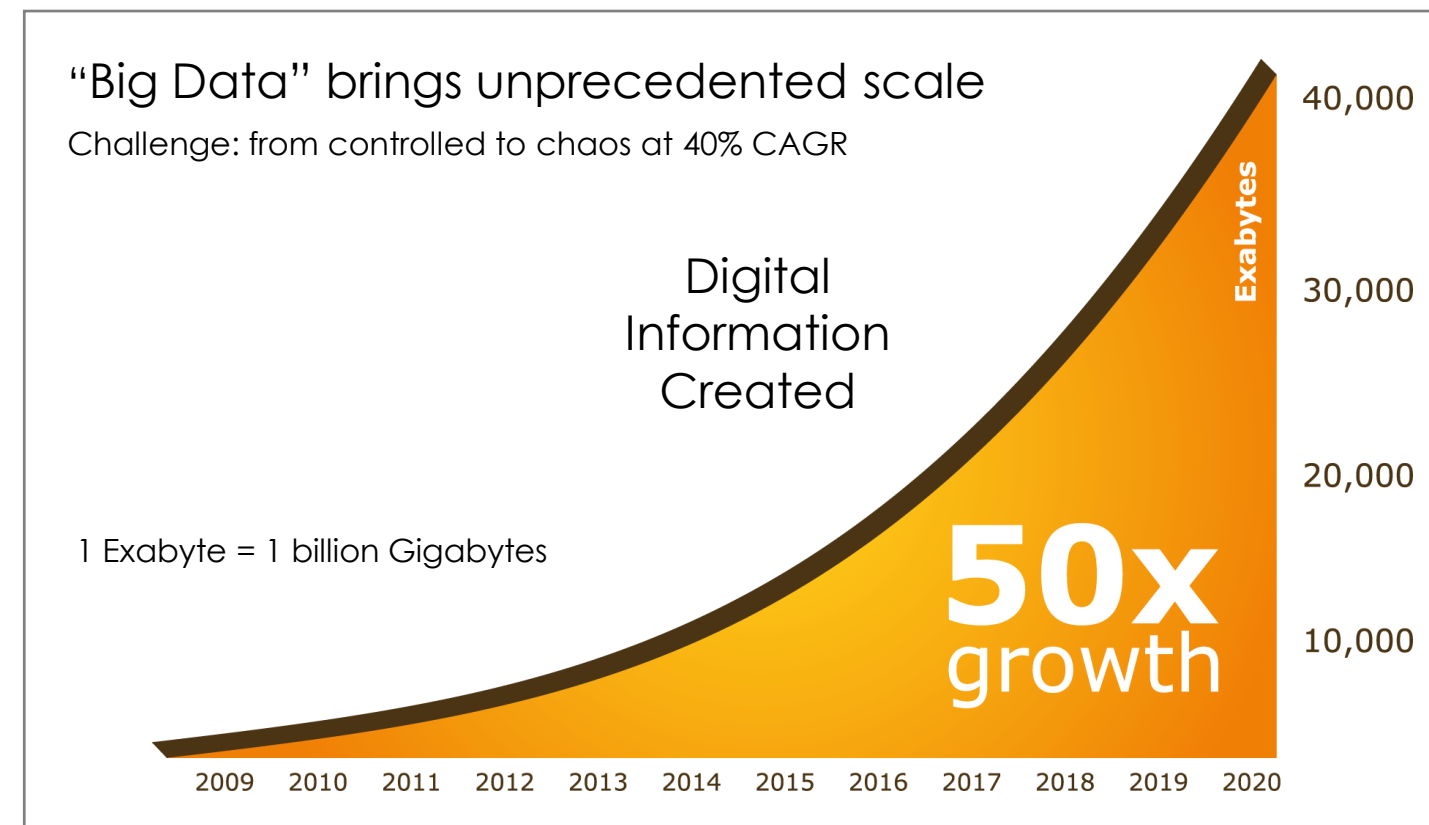 “Big Data” brings unprecedented scale
Challenge: from controlled to chaos at 40% CAGR
Digital
Information
Created
1 Exabyte = 1 billion Gigabytes
50x
growth
Exabytes
40,000
30,000
20,000
10,000
2009 2010 2011 2012 2013 2014 2015 2016 2017 2018 2019 2020